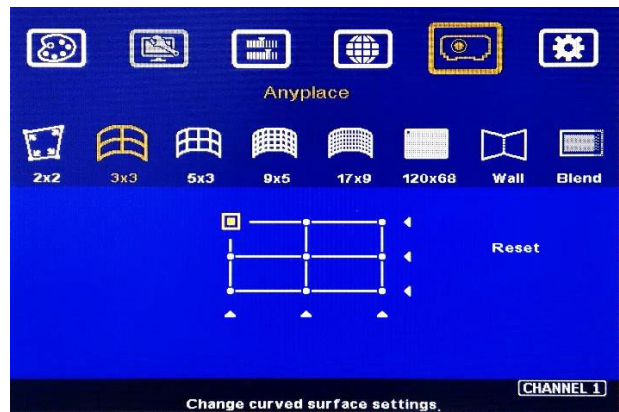 Anyplace
2x2 3x3 5x3 9x5 17x9 120x68 Wall Blend
Reset
CHANNEL 1
Change curved surface settings.